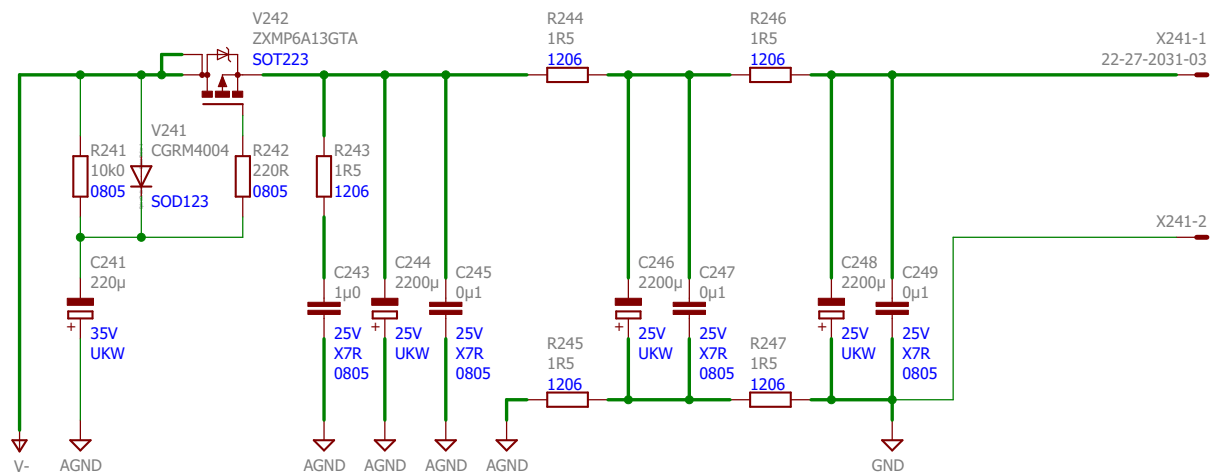 V242
ZXMP6A13GTA
SOT223
R244
1R5
1206
R246
1R5
1206
X241-1
22-27-2031-03
V241
CGRM4004
SOD123
R241
10k0
0805
R242
220R
0805
R243
1R5
1206
X241-2
C241
220µ
+
35V
UKW
C243
1µ0
25V
X7R
0805
C244
2200µ
+
25V
UKW
C245
0µ1
25V
X7R
0805
C246
2200µ
+
25V
UKW
C247
0µ1
25V
X7R
0805
C248
2200µ
+
25V
UKW
C249
0µ1
25V
X7R
0805
R245
1R5
1206
R247
1R5
1206
V-
AGND
AGND
AGND
AGND
AGND
GND